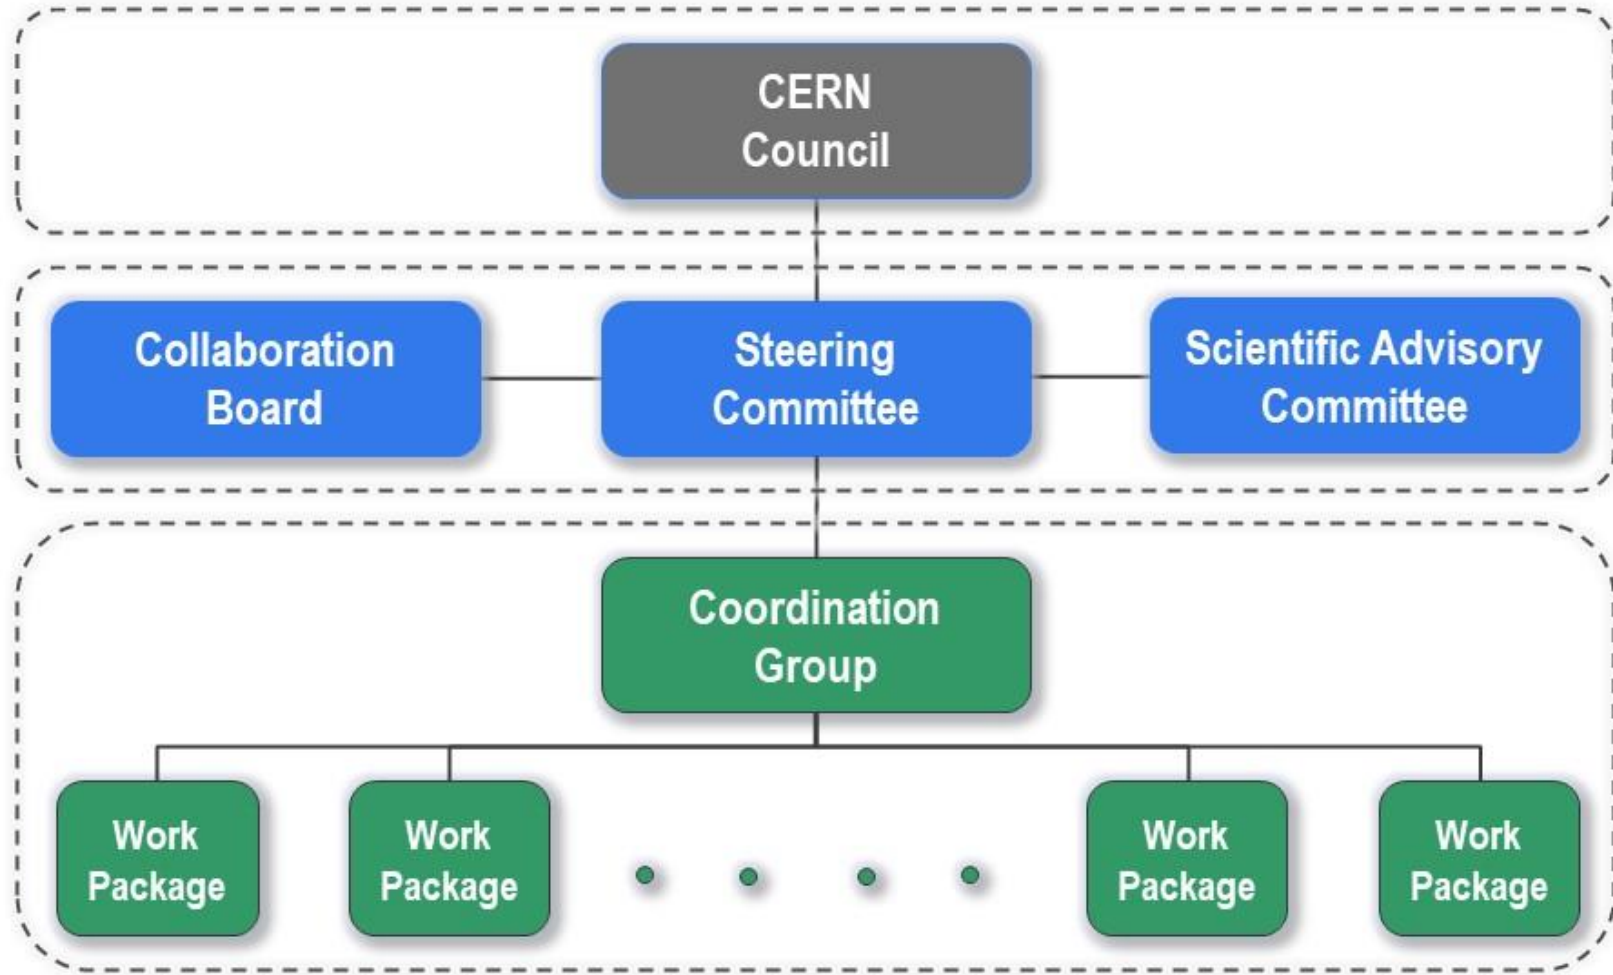 CERN
Council
Collaboration
Board
Steering
Committee
Scientific Advisory
Committee
Coordination
Group
Work
Package
Work
Package
Work
Package
Work
Package